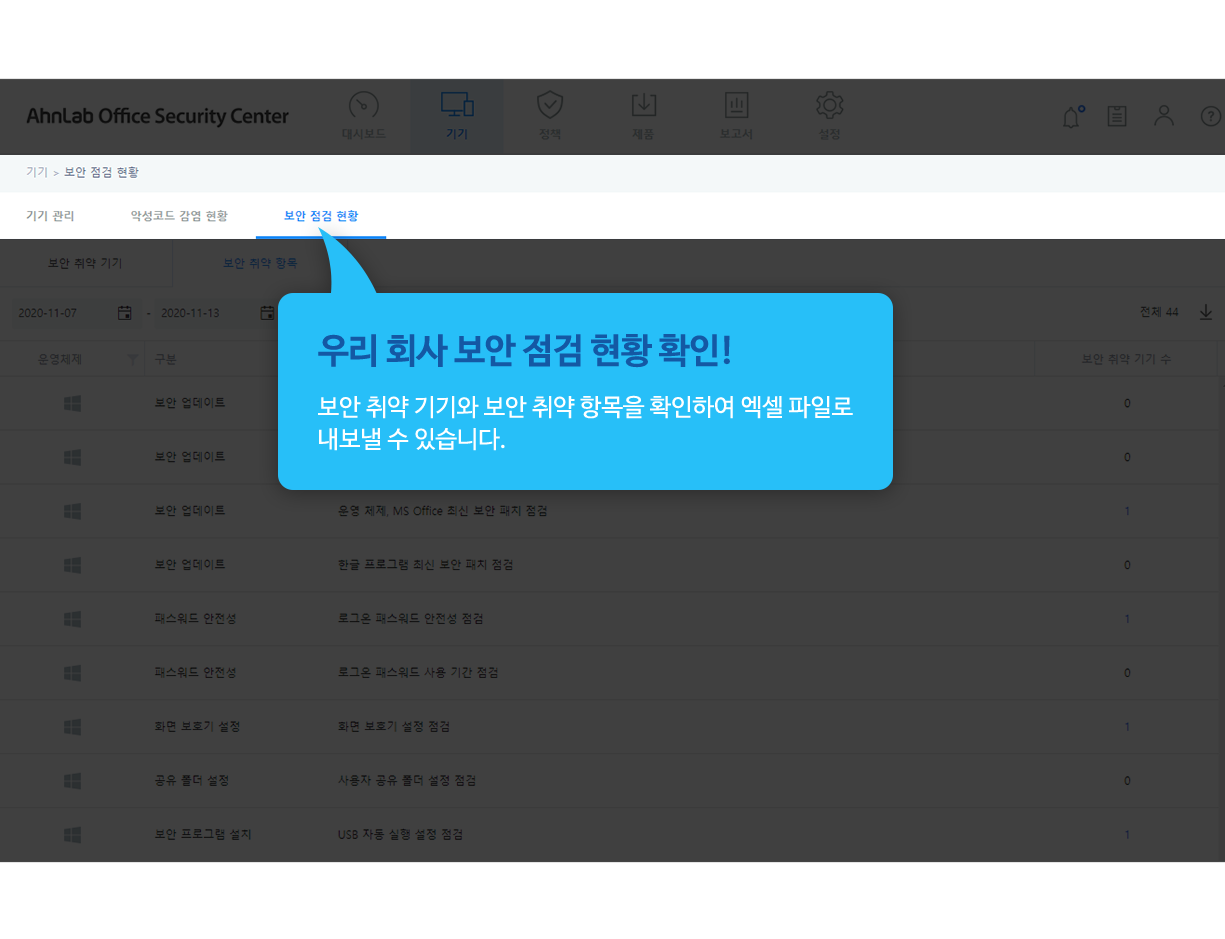 AhnLab Office Security Center
대시보드
기기
정책
제품
보고서
설정
기기 > 보안 점검 현황
기기 관리
악성코드 감염 현황
보안 점검 현황
보안 취약 기기
보안 취약 항목
2020-11-07 - 2020-11-13
전체 44
운영체제 구분 보안 취약 기기 수
우리 회사 보안 점검 현황 확인!
보안 취약 기기와 보안 취약 항목을 확인하여 엑셀 파일로
내보낼 수 있습니다.
보안 업데이트 0
보안 업데이트 0
보안 업데이트 운영 체제, MS Office 최신 보안 패치 점검 1
보안 업데이트 한글 프로그램 최신 보안 패치 점검 0
패스워드 안전성 로그온 패스워드 안전성 점검 1
패스워드 안전성 로그온 패스워드 사용 기간 점검 0
화면 보호기 설정 화면 보호기 설정 점검 1
공유 폴더 설정 사용자 공유 폴더 설정 점검 0
보안 프로그램 설치 USB 자동 실행 설정 점검 1